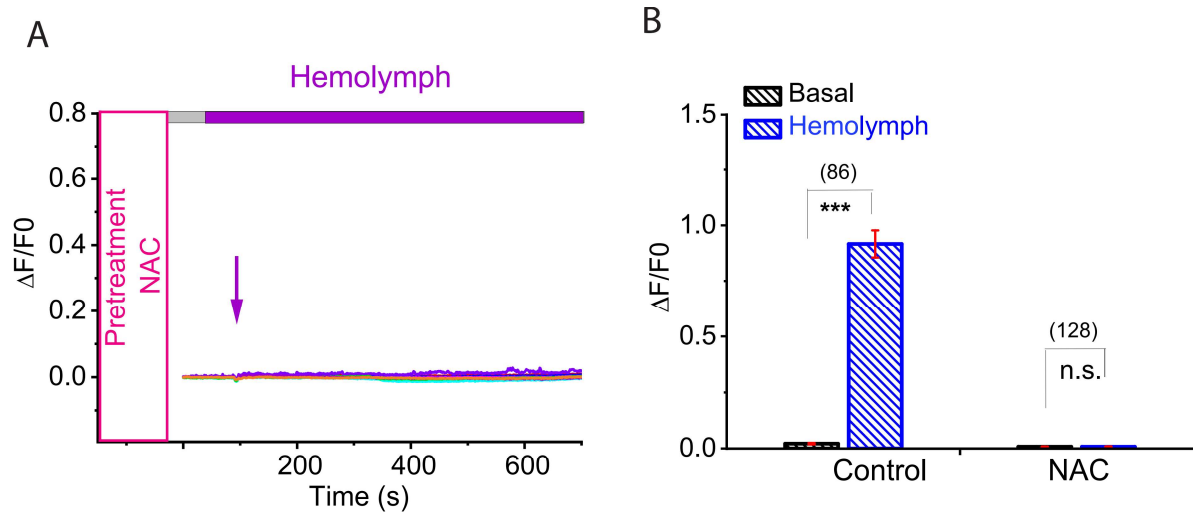 A
Hemolymph
0.8
0.6
0.4
0.2
0.0
ΔF/F0
Pretreatment
NAC
200
400
600
Time (s)
B
Basal
Hemolymph
1.5
1.0
0.5
0.0
ΔF/F0
(86)
***
(128)
n.s.
Control
NAC